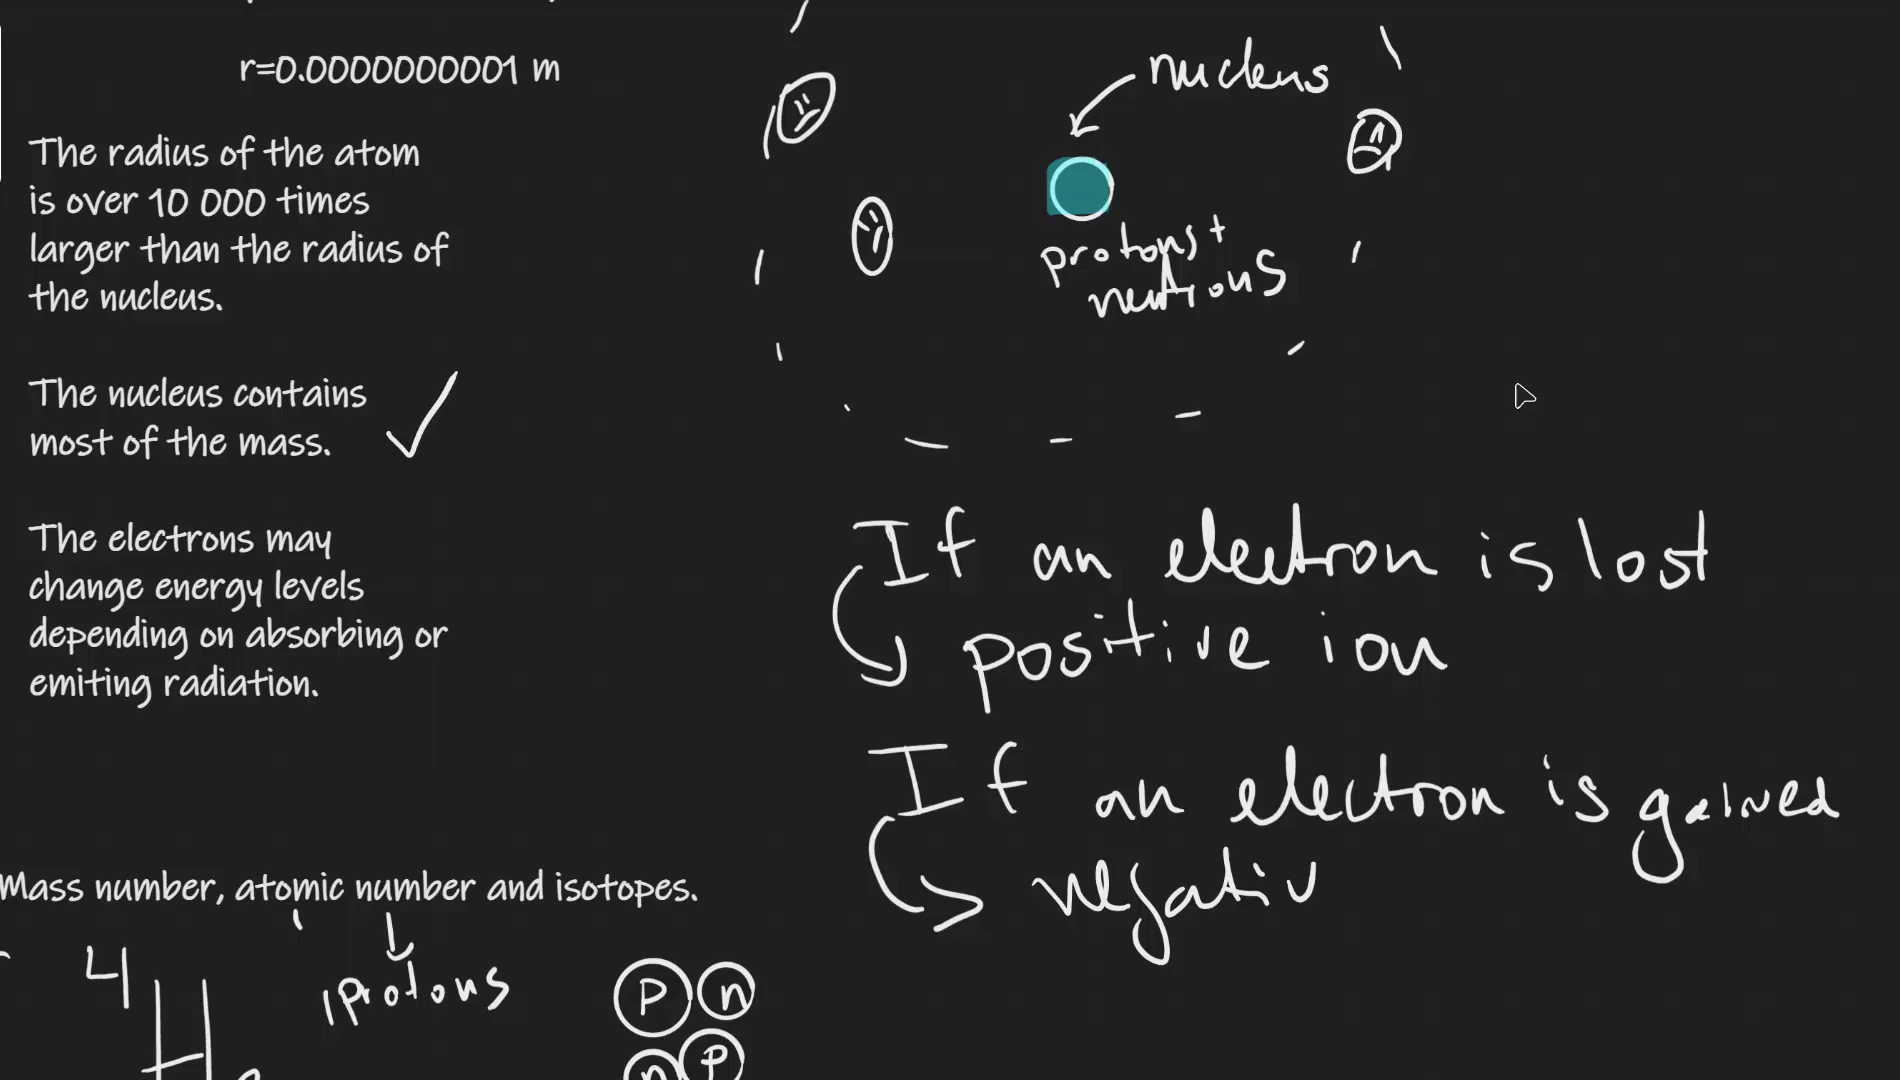 r=0.0000000001 m
The radius of the atom
is over 10 000 times
larger than the radius of
the nucleus.
The nucleus contains
most of the mass.
The electrons may
change energy levels
depending on absorbing or
emiting radiation.
nucleus
protons +
neutrons
If an electron is lost
positive ion
If an electron is gained
negativ
Mass number, atomic number and isotopes.
protons
4
He
P n
n P